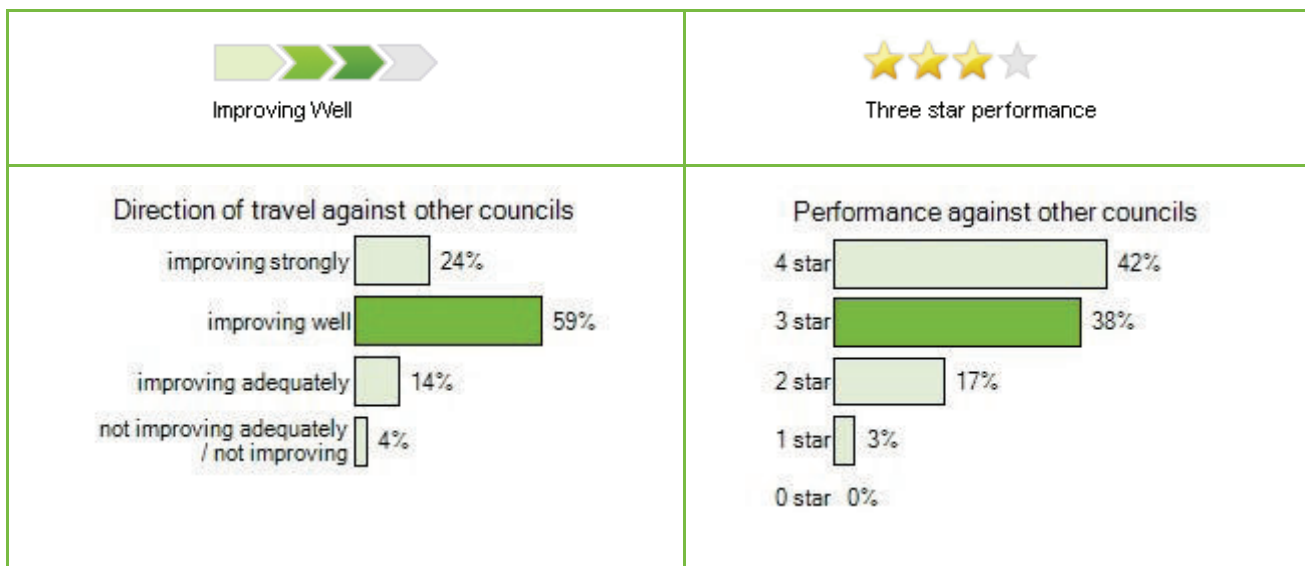 Improving Well
Three star performance
Direction of travel against other councils
improving strongly 24%
improving well 59%
improving adequately 14%
not improving adequately
/ not improving 4%
Performance against other councils
4 star 42%
3 star 38%
2 star 17%
1 star 3%
0 star 0%